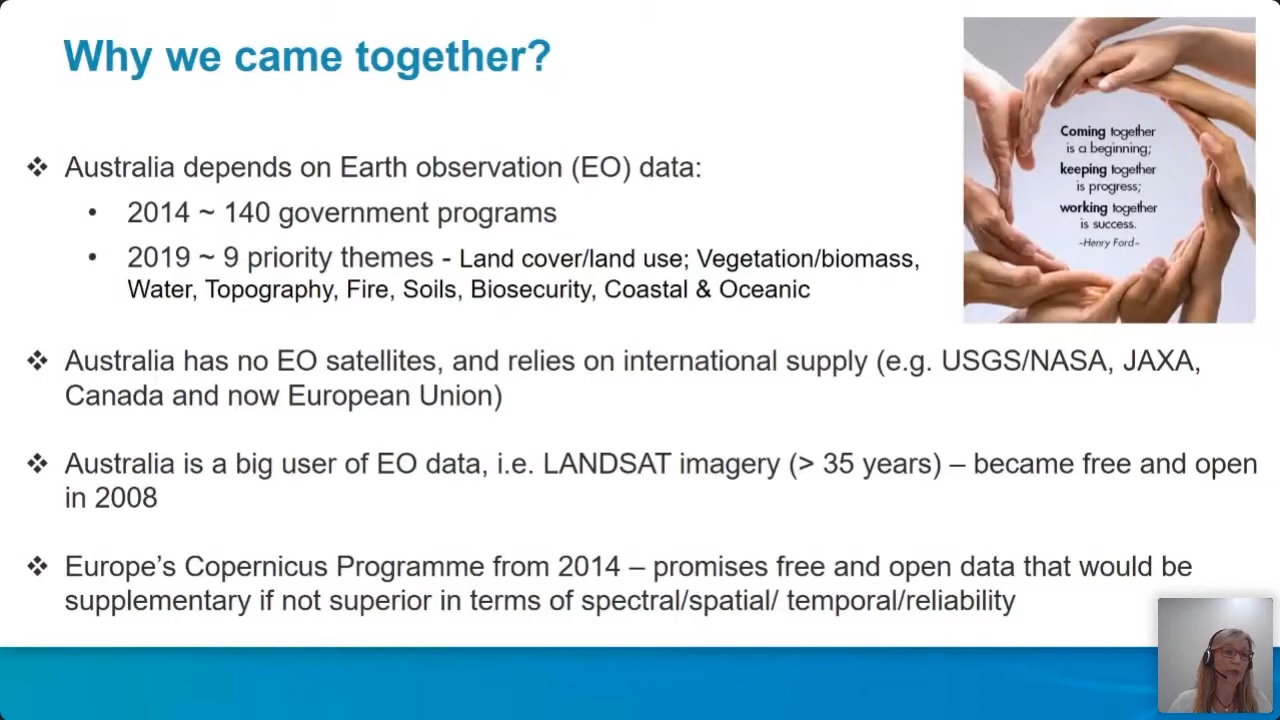 Why we came together?
Coming together
is a beginning;
keeping together
is progress;
working together
is success.
-Henry Ford-
❖ Australia depends on Earth observation (EO) data:
• 2014 ~ 140 government programs
• 2019 ~ 9 priority themes - Land cover/land use; Vegetation/biomass,
Water, Topography, Fire, Soils, Biosecurity, Coastal & Oceanic
❖ Australia has no EO satellites, and relies on international supply (e.g. USGS/NASA, JAXA,
Canada and now European Union)
❖ Australia is a big user of EO data, i.e. LANDSAT imagery (> 35 years) – became free and open
in 2008
❖ Europe’s Copernicus Programme from 2014 – promises free and open data that would be
supplementary if not superior in terms of spectral/spatial/ temporal/reliability